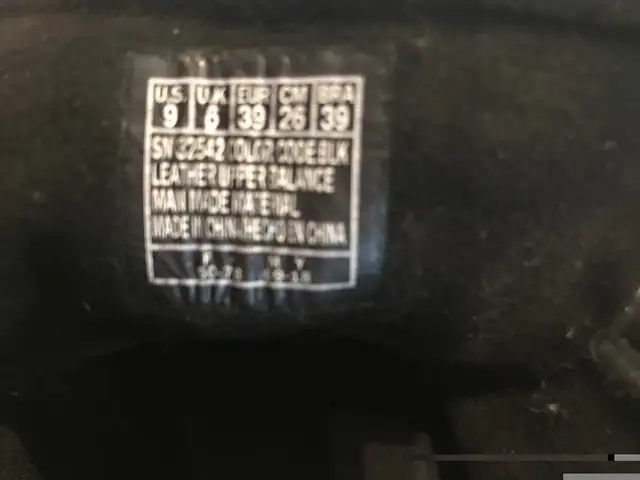 U.S. U.K EUR CM BRA
9 6 39 26 39
SN 32542 COLOR CODE BLK
LEATHER UPPER BALANCE
MAN MADE MATERIAL
MADE IN CHINA/HECHO EN CHINA